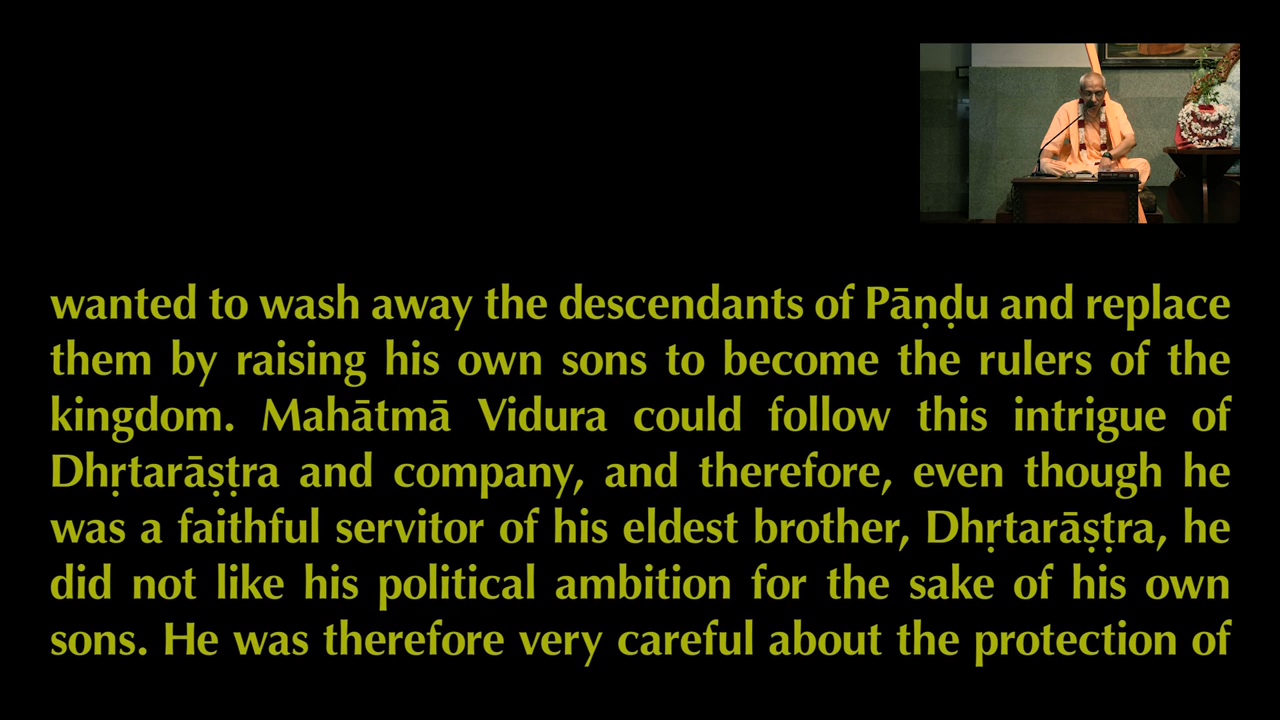 wanted to wash away the descendants of Pāṇḍu and replace
them by raising his own sons to become the rulers of the
kingdom. Mahātmā Vidura could follow this intrigue of
Dhṛtarāṣṭra and company, and therefore, even though he
was a faithful servitor of his eldest brother, Dhṛtarāṣṭra, he
did not like his political ambition for the sake of his own
sons. He was therefore very careful about the protection of